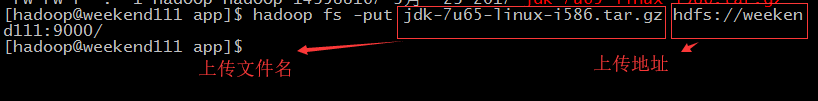 [hadoop@weekend111 app]$ hadoop fs -put jdk-7u65-linux-i586.tar.gz hdfs://weeken
d111:9000/
[hadoop@weekend111 app]$
上传文件名
上传地址